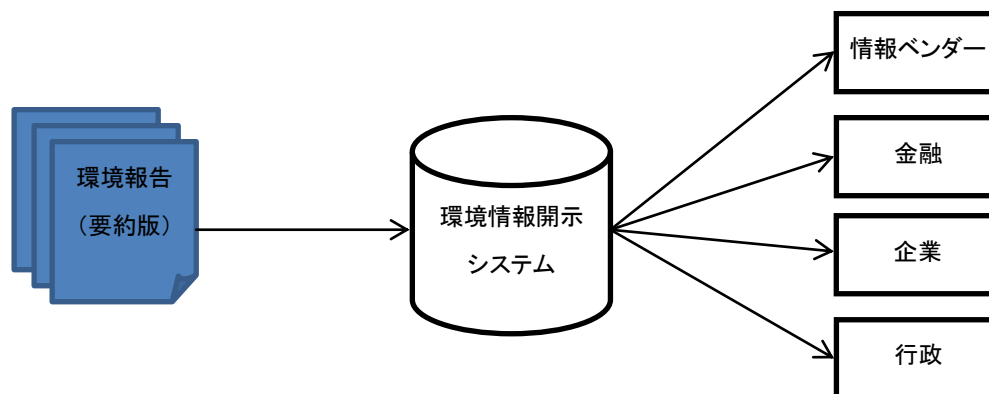 環境報告
（要約版）
環境情報開示
システム
情報ベンダー
金融
企業
行政